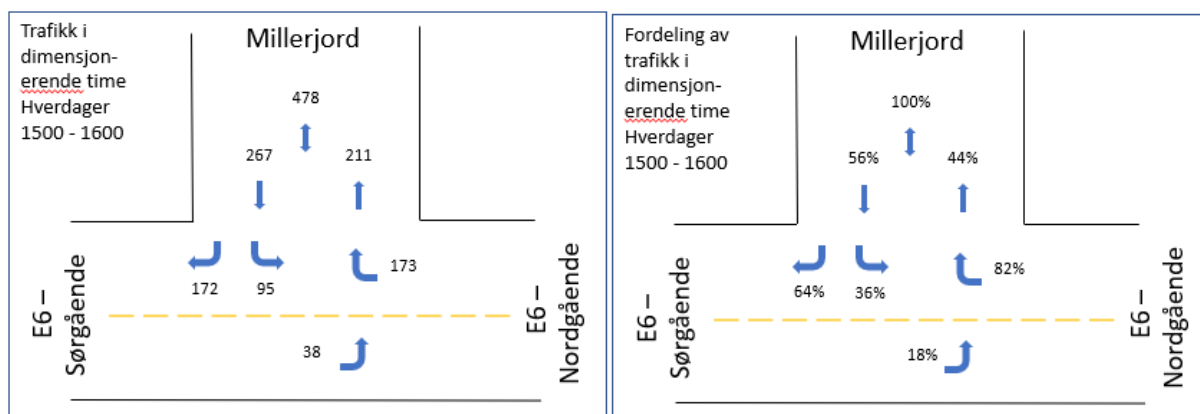 Trafikk i
dimensjon-
erende time
Hverdager
1500 - 1600
Millerjord
478
267
211
172
95
173
38
E6 –
Sørgående
E6 –
Nordgående
Fordeling av
trafikk i
dimensjon-
erende time
Hverdager
1500 - 1600
Millerjord
100%
56%
44%
64%
36%
82%
18%
E6 –
Sørgående
E6 –
Nordgående